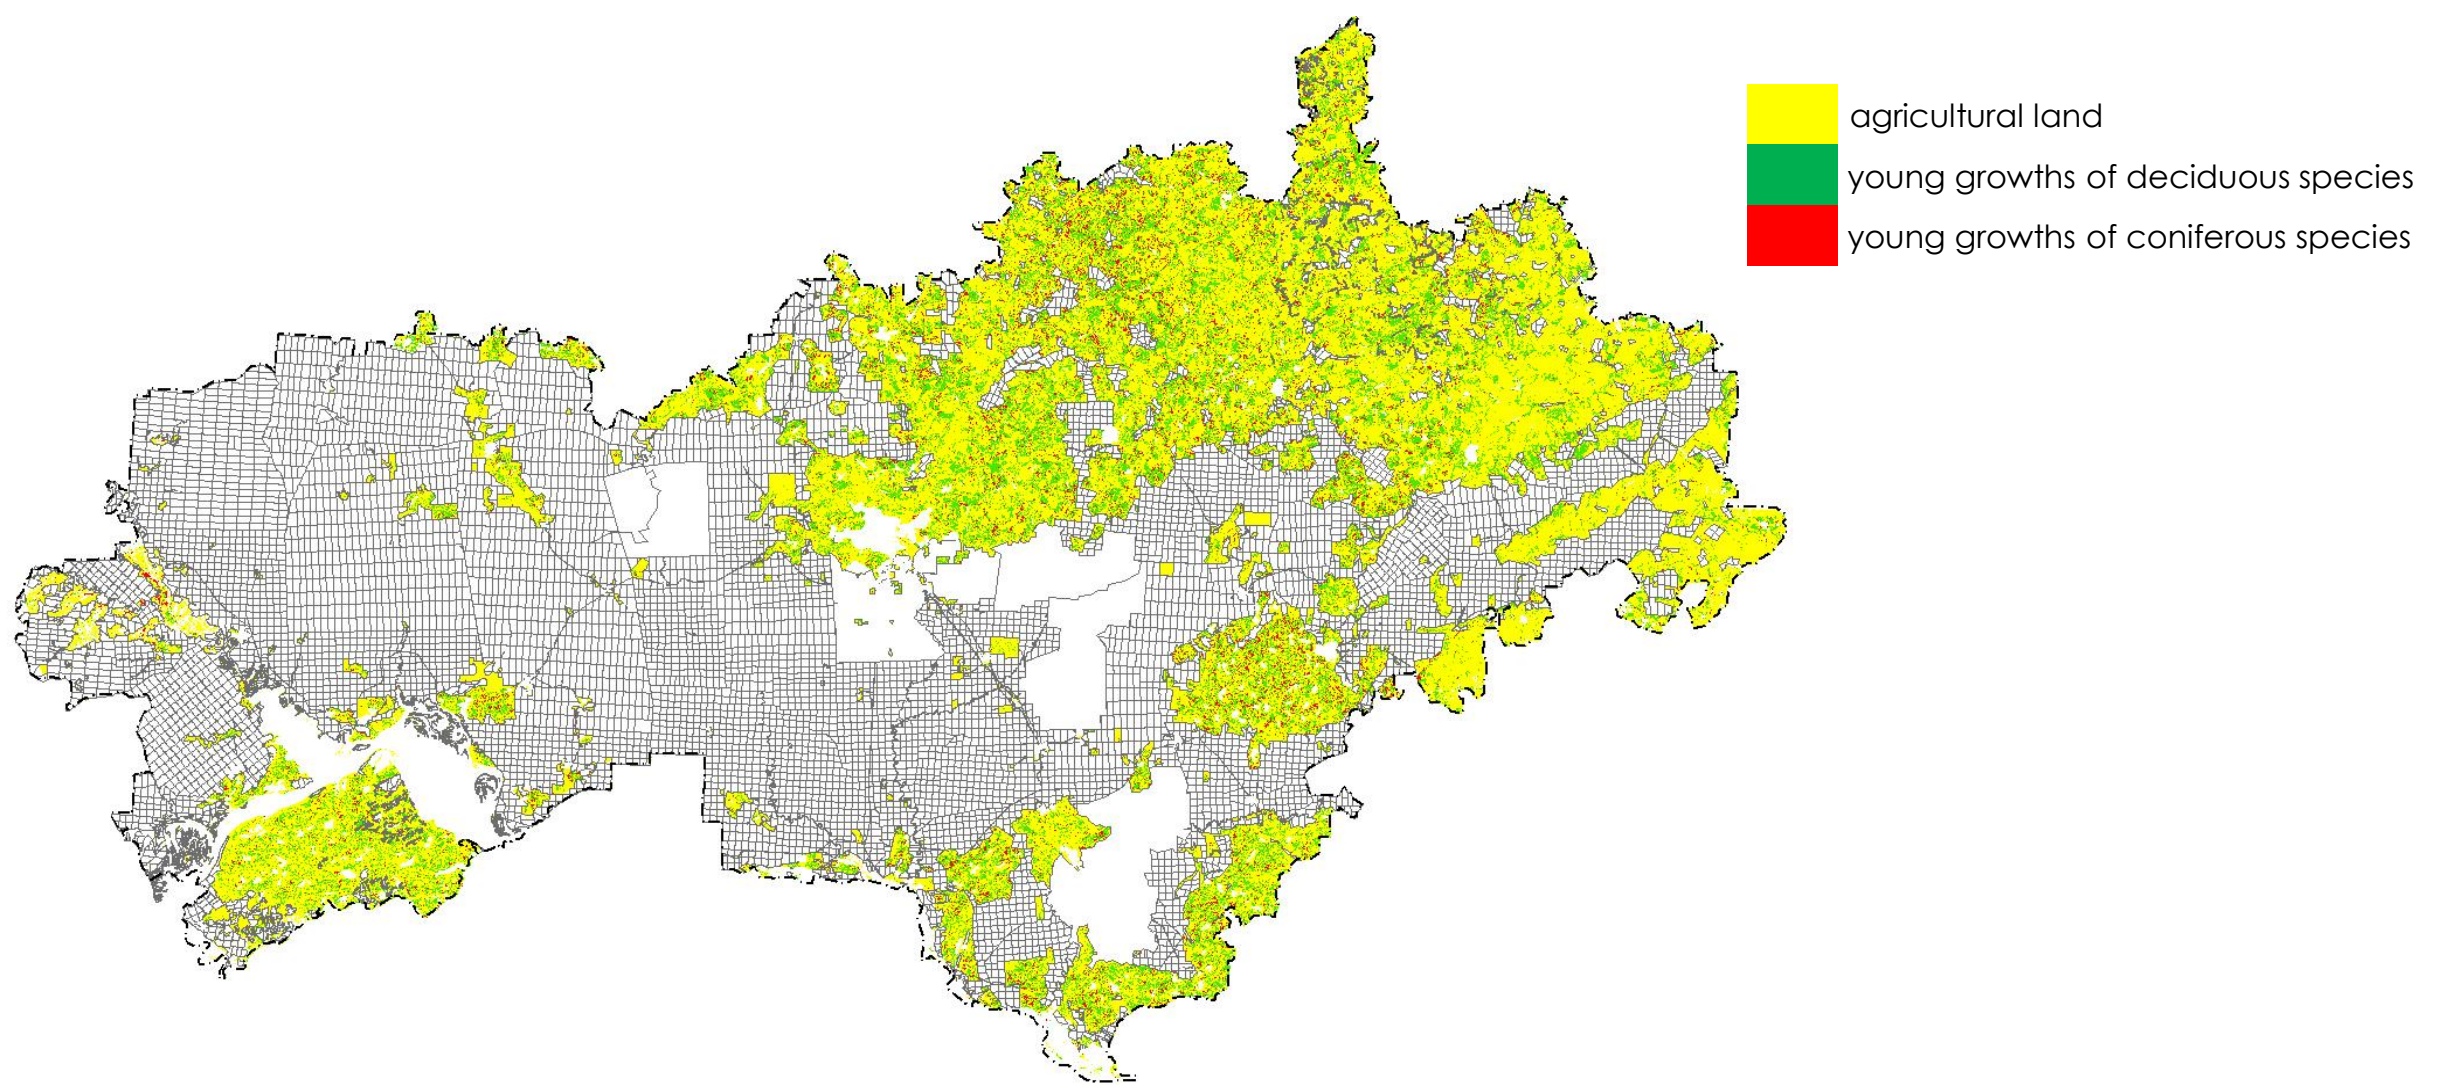 agricultural land
young growths of deciduous species
young growths of coniferous species